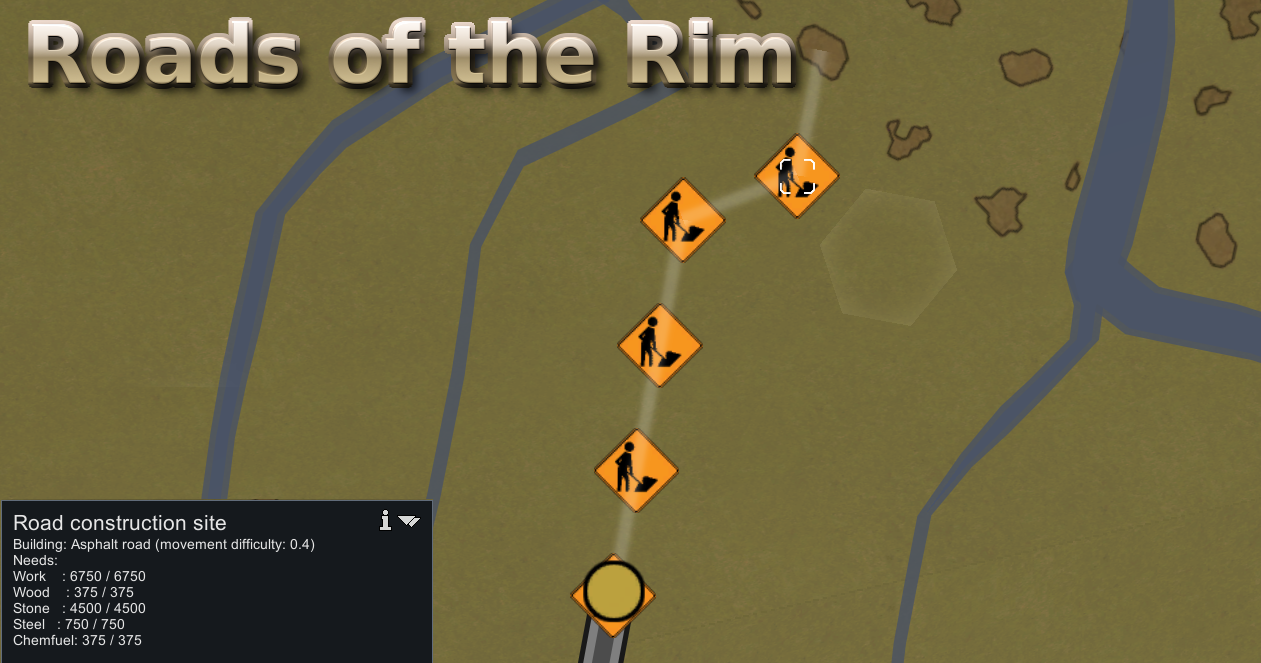 Roads of the Rim
Road construction site
Building: Asphalt road (movement difficulty: 0.4)
Needs:
Work : 6750 / 6750
Wood : 375 / 375
Stone : 4500 / 4500
Steel : 750 / 750
Chemfuel: 375 / 375